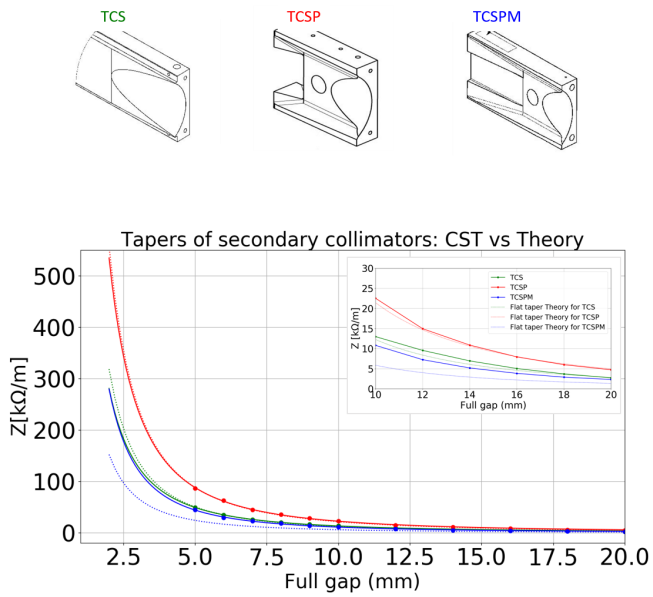 TCS TCSP TCSPM
Tapers of secondary collimators: CST vs Theory
Z[kΩ/m]
500
400
300
200
100
0
2.5 5.0 7.5 10.0 12.5 15.0 17.5 20.0
Full gap (mm)
Z [kΩ/m]
30
25
20
15
10
5
0
10 12 14 16 18 20
Full gap (mm)
TCS
TCSP
TCSPM
Flat taper Theory for TCS
Flat taper Theory for TCSP
Flat taper Theory for TCSPM